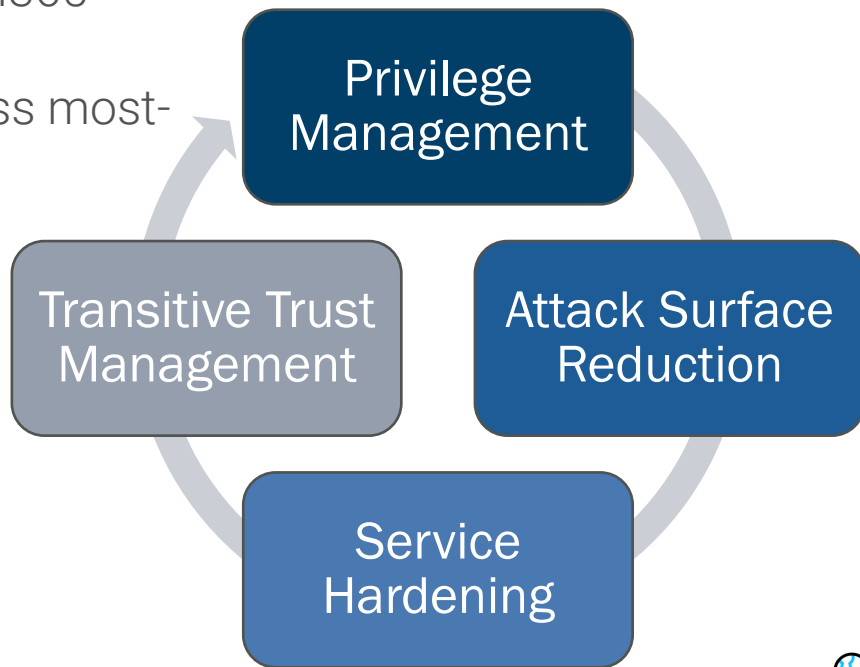 ss most-
Privilege
Management
Transitive Trust
Management
Attack Surface
Reduction
Service
Hardening